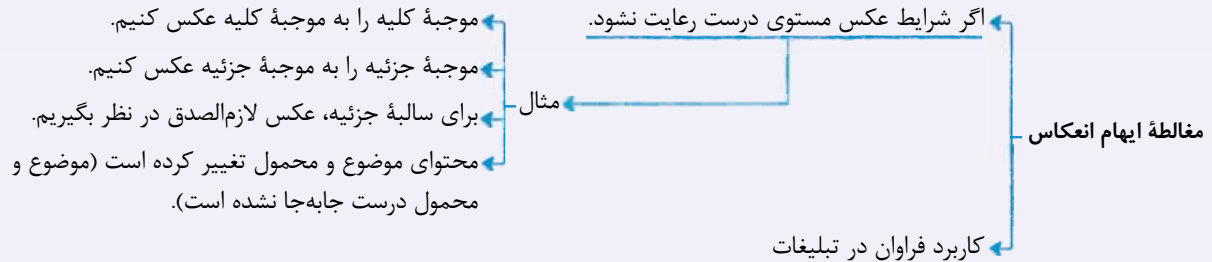 مغالطهٔ ایهام انعکاس
اگر شرایط عکس مستوی درست رعایت نشود.
مثال
موجبهٔ کلیه را به موجبهٔ کلیه عکس کنیم.
موجبهٔ جزئیه را به موجبهٔ جزئیه عکس کنیم.
برای سالبهٔ جزئیه، عکس لازم‌الصدق در نظر بگیریم.
محتوای موضوع و محمول تغییر کرده است (موضوع و
محمول درست جابه‌جا نشده است).
کاربرد فراوان در تبلیغات